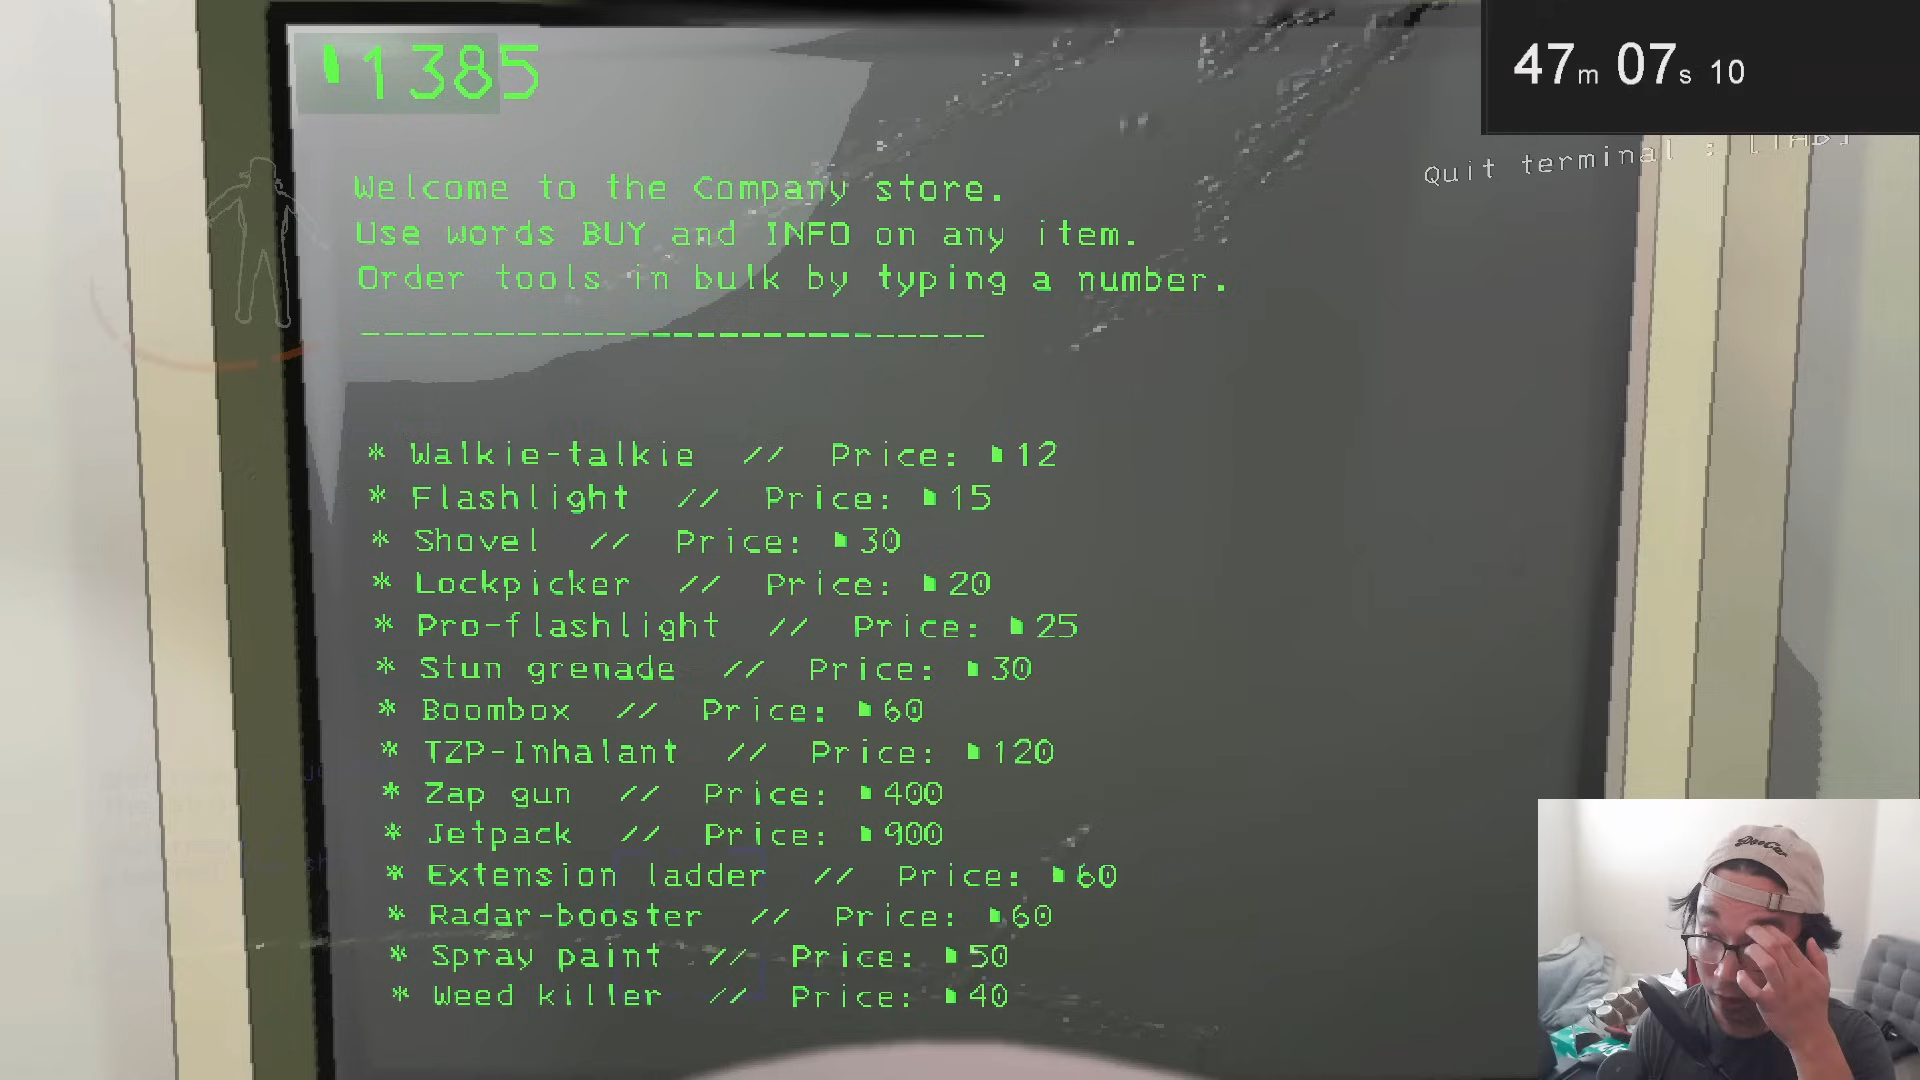 1385
47m 07s 10
Quit terminal : [TAB]
Welcome to the Company store.
Use words BUY and INFO on any item.
Order tools in bulk by typing a number.
----------------------------
* Walkie-talkie // Price: ■12
* Flashlight // Price: ■15
* Shovel // Price: ■30
* Lockpicker // Price: ■20
* Pro-flashlight // Price: ■25
* Stun grenade // Price: ■30
* Boombox // Price: ■60
* TZP-Inhalant // Price: ■120
* Zap gun // Price: ■400
* Jetpack // Price: ■900
* Extension ladder // Price: ■60
* Radar-booster // Price: ■60
* Spray paint // Price: ■50
* Weed killer // Price: ■40